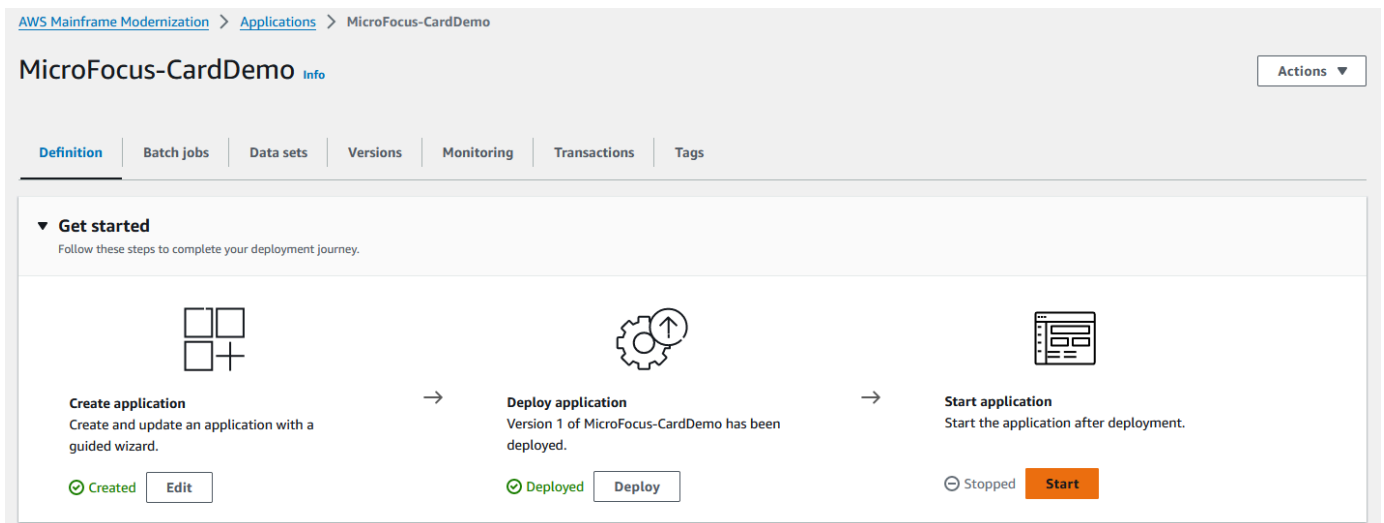 AWS Mainframe Modernization > Applications > MicroFocus-CardDemo
MicroFocus-CardDemo Info
Actions
Definition
Batch jobs
Data sets
Versions
Monitoring
Transactions
Tags
Get started
Follow these steps to complete your deployment journey.
Create application
Create and update an application with a
guided wizard.
Created
Edit
Deploy application
Version 1 of MicroFocus-CardDemo has been
deployed.
Deployed
Deploy
Start application
Start the application after deployment.
Stopped
Start